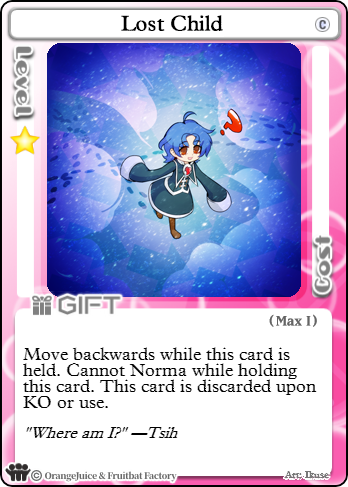 Lost Child
©
Level
Cost
GIFT
(Max 1)
Move backwards while this card is
held. Cannot Norma while holding
this card. This card is discarded upon
KO or use.
"Where am I?" —Tsih
© OrangeJuice & Fruitbat Factory
Art: Ikuse